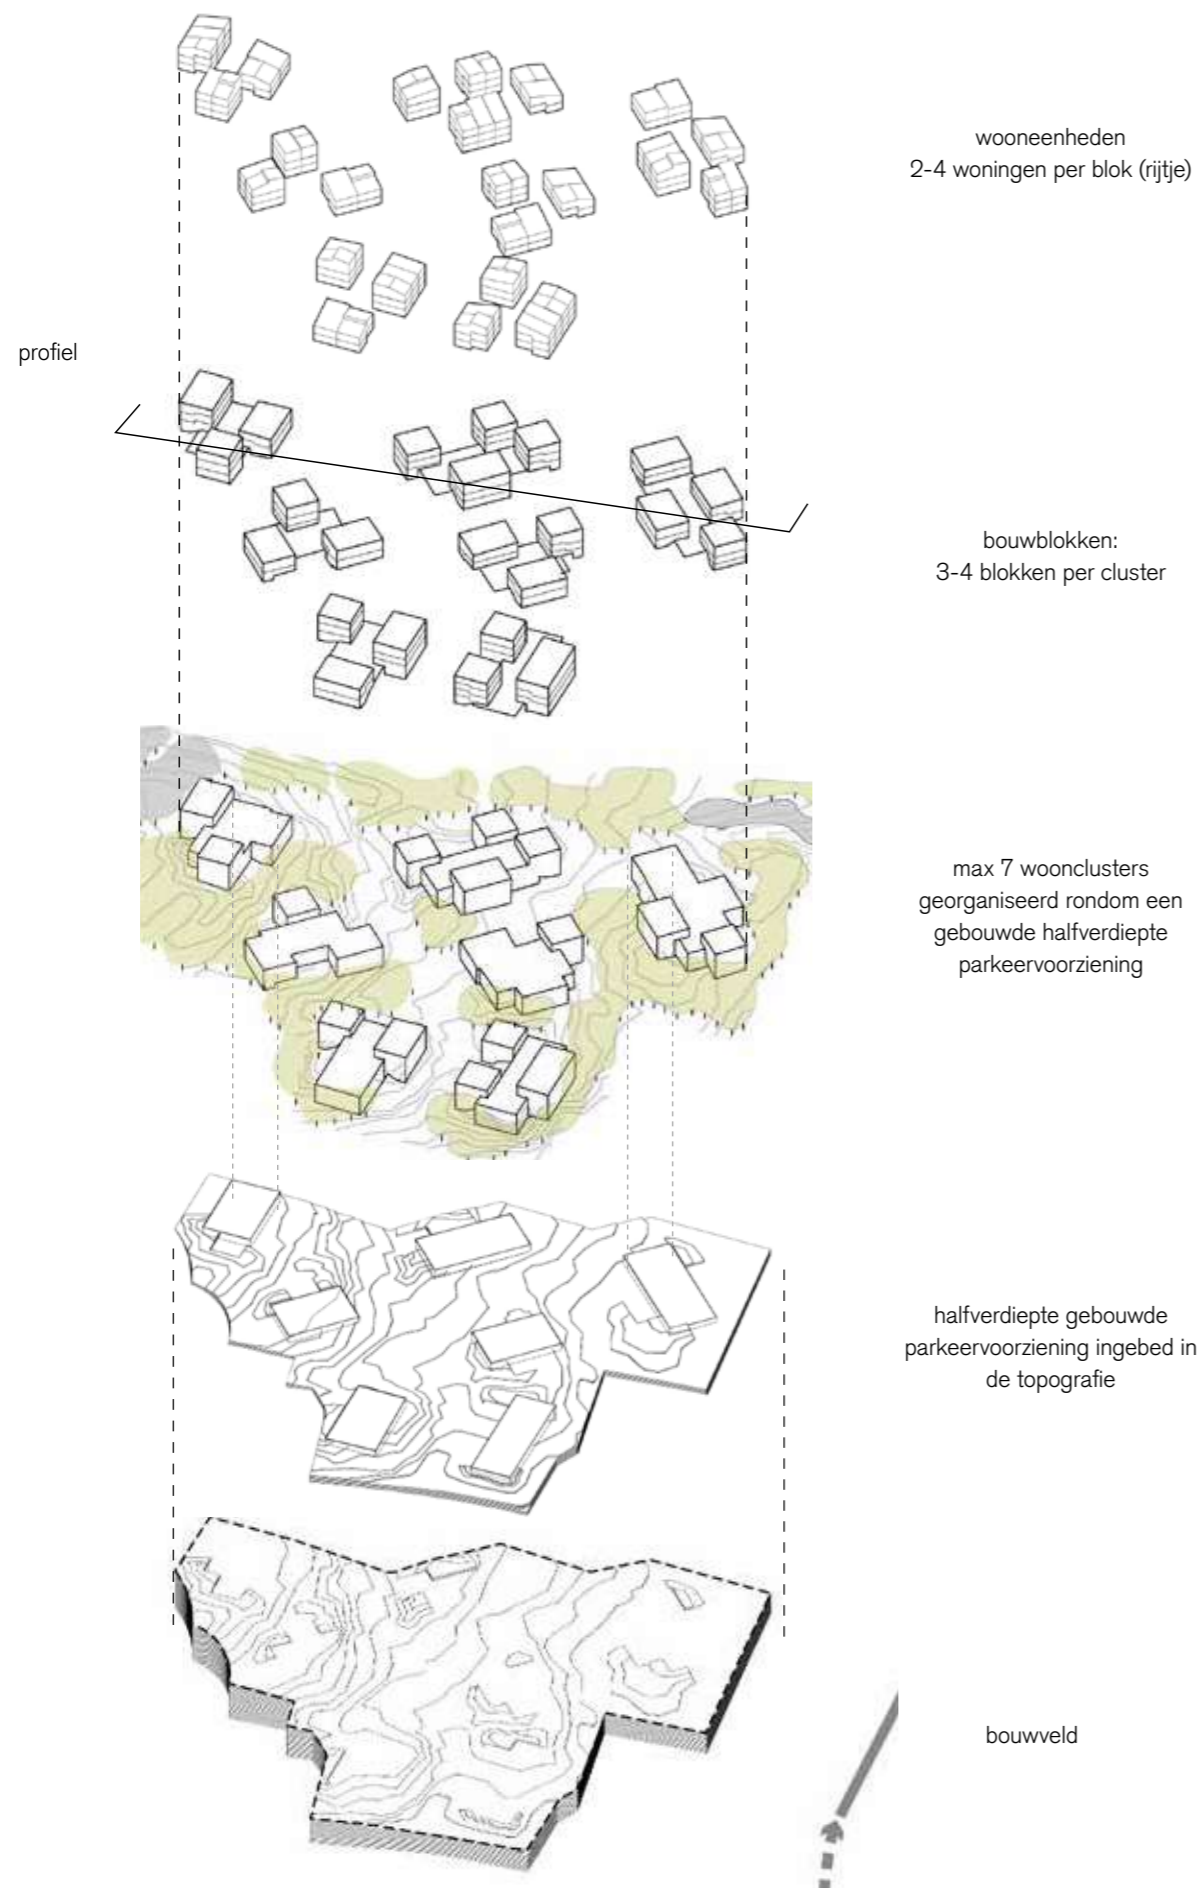 wooneenheden
2-4 woningen per blok (rijtje)
profiel
bouwblokken:
3-4 blokken per cluster
max 7 woonclusters
georganiseerd rondom een
gebouwde halfverdiepte
parkeervoorziening
halfverdiepte gebouwde
parkeervoorziening ingebed in
de topografie
bouwveld